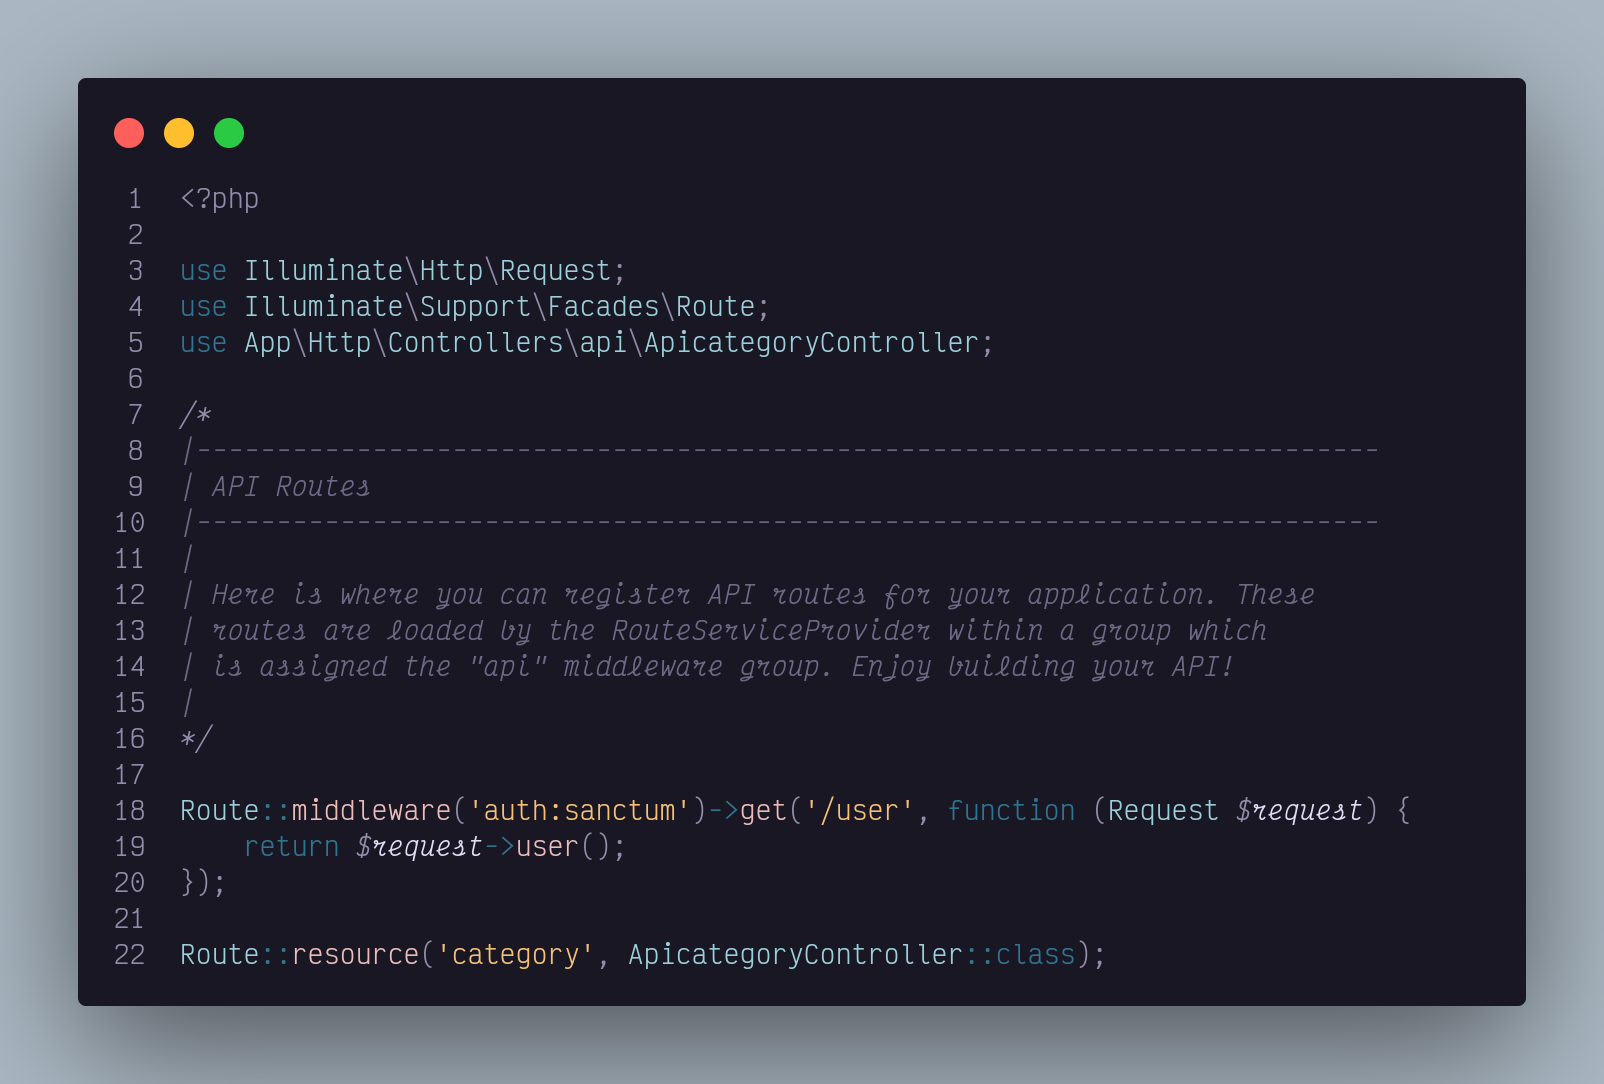 1 <?php
2
3 use Illuminate\Http\Request;
4 use Illuminate\Support\Facades\Route;
5 use App\Http\Controllers\api\ApicategoryController;
6
7 /*
8 |--------------------------------------------------------------------------
9 | API Routes
10 |--------------------------------------------------------------------------
11 |
12 | Here is where you can register API routes for your application. These
13 | routes are loaded by the RouteServiceProvider within a group which
14 | is assigned the "api" middleware group. Enjoy building your API!
15 |
16 */
17
18 Route::middleware('auth:sanctum')->get('/user', function (Request $request) {
19     return $request->user();
20 });
21
22 Route::resource('category', ApicategoryController::class);